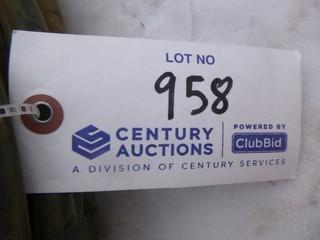 LOT NO
958
CENTURY AUCTIONS
POWERED BY
ClubBid
A DIVISION OF CENTURY SERVICES